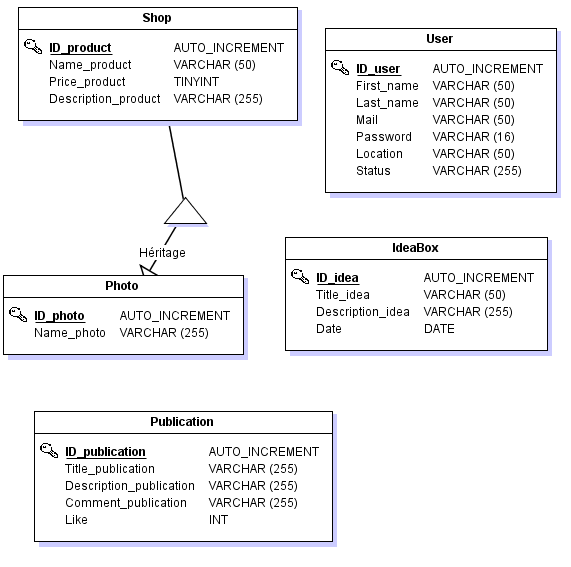 Shop
ID_product AUTO_INCREMENT
Name_product VARCHAR (50)
Price_product TINYINT
Description_product VARCHAR (255)
User
ID_user AUTO_INCREMENT
First_name VARCHAR (50)
Last_name VARCHAR (50)
Mail VARCHAR (50)
Password VARCHAR (16)
Location VARCHAR (50)
Status VARCHAR (255)
Héritage
Photo
ID_photo AUTO_INCREMENT
Name_photo VARCHAR (255)
IdeaBox
ID_idea AUTO_INCREMENT
Title_idea VARCHAR (50)
Description_idea VARCHAR (255)
Date DATE
Publication
ID_publication AUTO_INCREMENT
Title_publication VARCHAR (255)
Description_publication VARCHAR (255)
Comment_publication VARCHAR (255)
Like INT